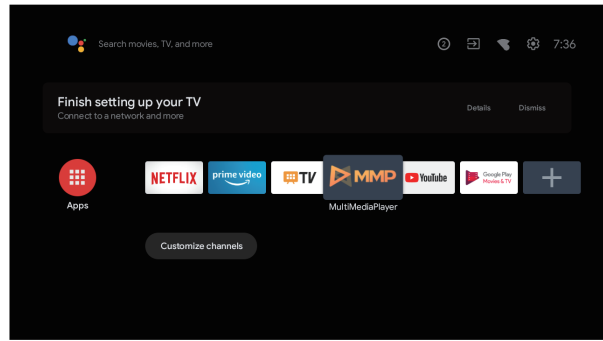 Search movies, TV, and more
2
7:36
Finish setting up your TV
Connect to a network and more
Details
Dismiss
NETFLIX
prime video
TV
MMP
YouTube
Google Play
Movies & TV
Apps
MultiMediaPlayer
Customize channels